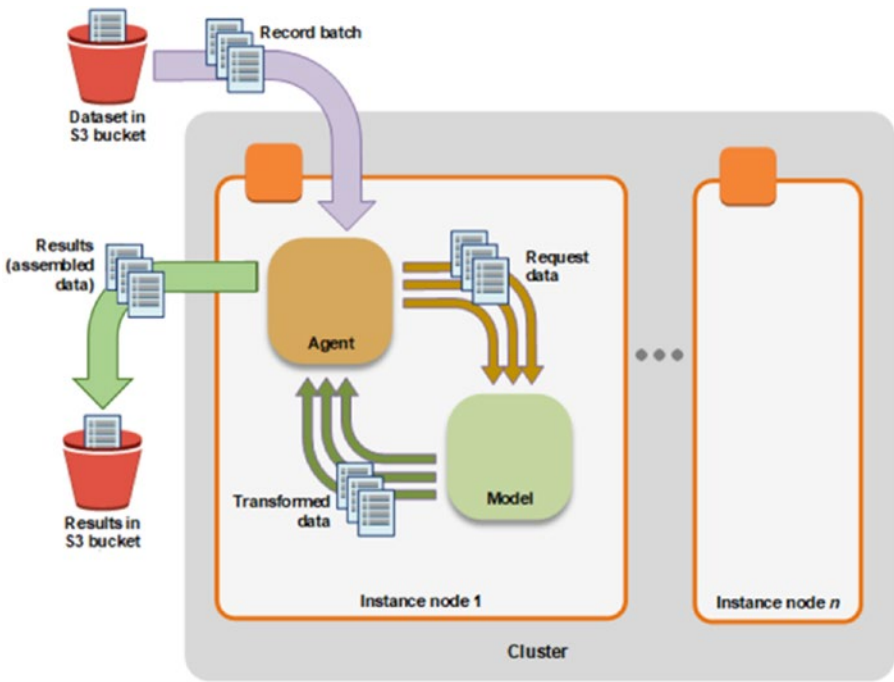 Record batch
Dataset in
S3 bucket
Results
(assembled
data)
Request
data
Agent
Transformed
data
Model
Results in
S3 bucket
Instance node 1
Instance node n
Cluster